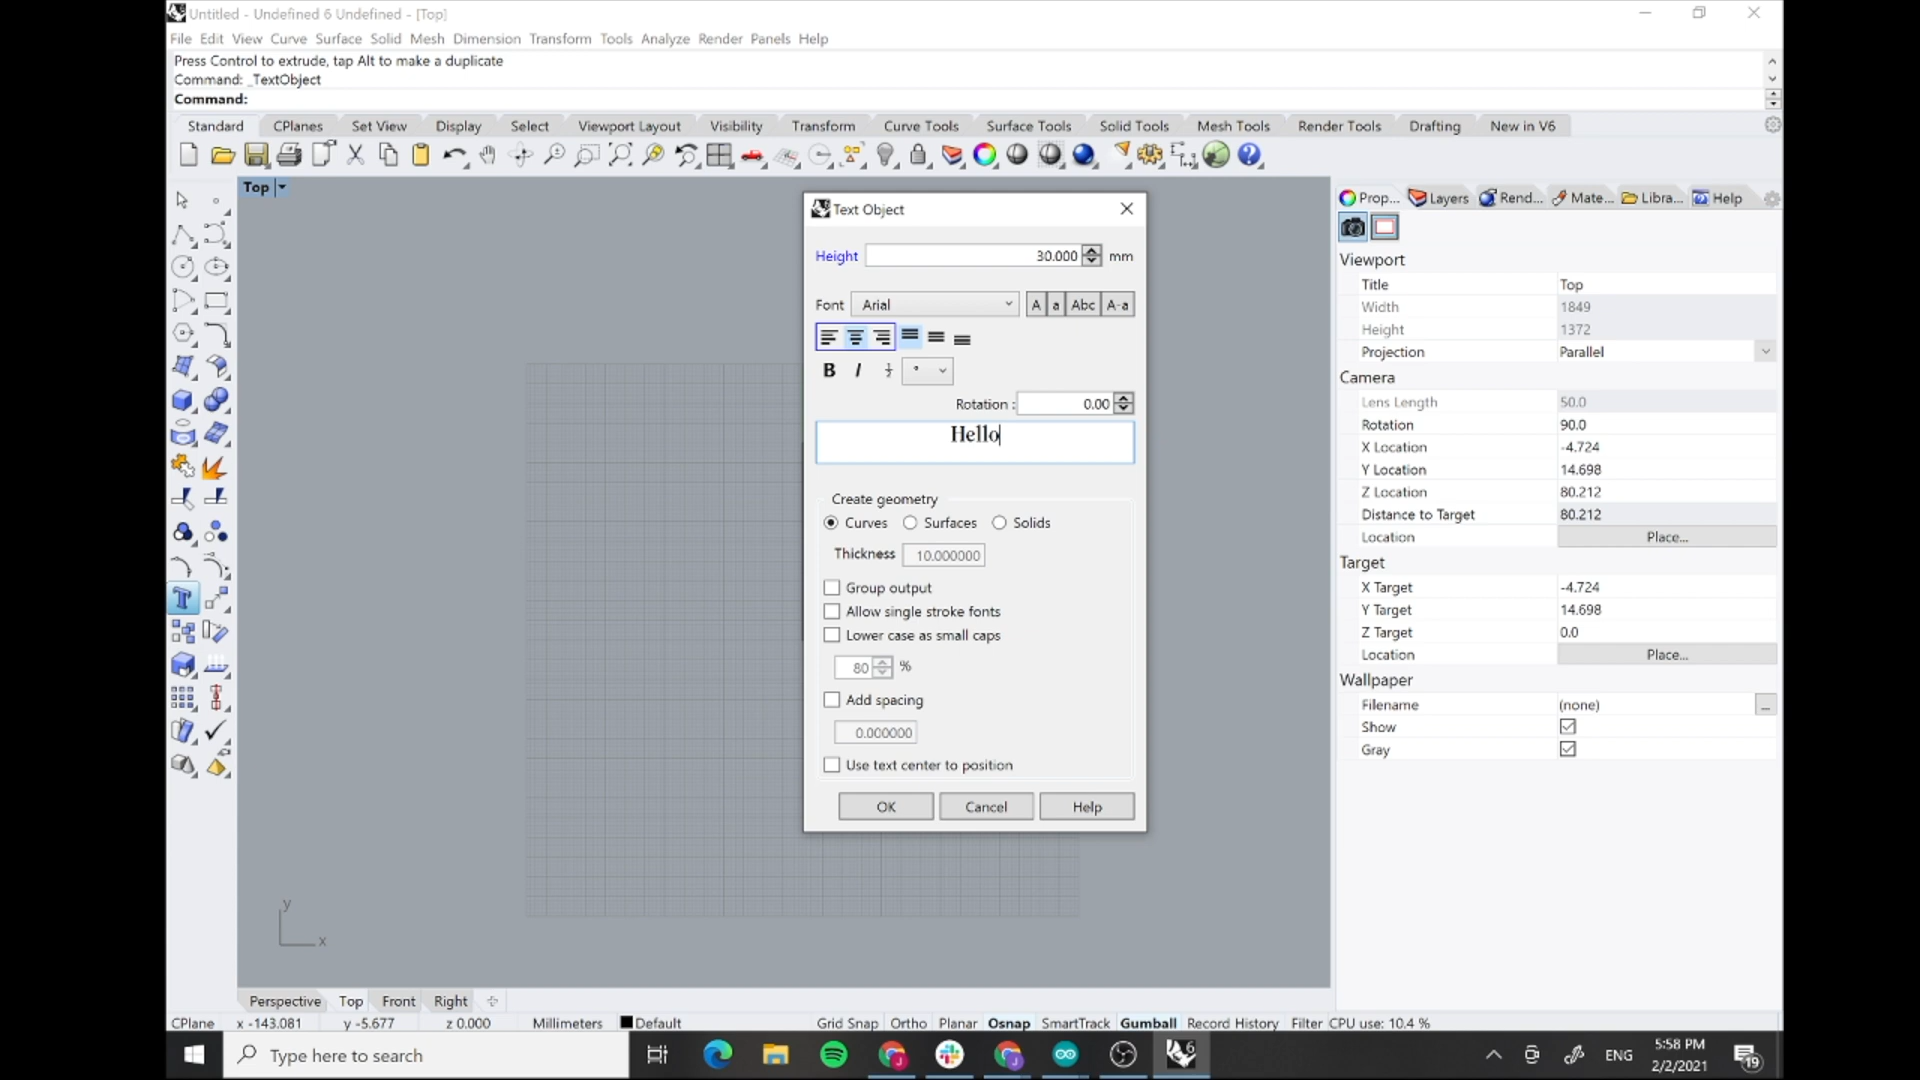 Untitled - Undefined 6 Undefined - [Top]
File Edit View Curve Surface Solid Mesh Dimension Transform Tools Analyze Render Panels Help
Press Control to extrude, tap Alt to make a duplicate
Command: _TextObject
Command:
Standard CPlanes Set View Display Select Viewport Layout Visibility Transform Curve Tools Surface Tools Solid Tools Mesh Tools Render Tools Drafting New in V6
Top
Text Object
Height 30.000 mm
Font Arial A a Abc A-a
B I ½ °
Rotation : 0.00
Hello
Create geometry
Curves Surfaces Solids
Thickness 10.000000
Group output
Allow single stroke fonts
Lower case as small caps
80 %
Add spacing
0.000000
Use text center to position
OK Cancel Help
Prop... Layers Rend... Mate... Libra... Help
Viewport
Title Top
Width 1849
Height 1372
Projection Parallel
Camera
Lens Length 50.0
Rotation 90.0
X Location -4.724
Y Location 14.698
Z Location 80.212
Distance to Target 80.212
Location Place...
Target
X Target -4.724
Y Target 14.698
Z Target 0.0
Location Place...
Wallpaper
Filename (none) ...
Show
Gray
y
x
Perspective Top Front Right
CPlane x -143.081 y -5.677 z 0.000 Millimeters Default Grid Snap Ortho Planar Osnap SmartTrack Gumball Record History Filter CPU use: 10.4 %
Type here to search
6
ENG
5:58 PM
2/2/2021
19